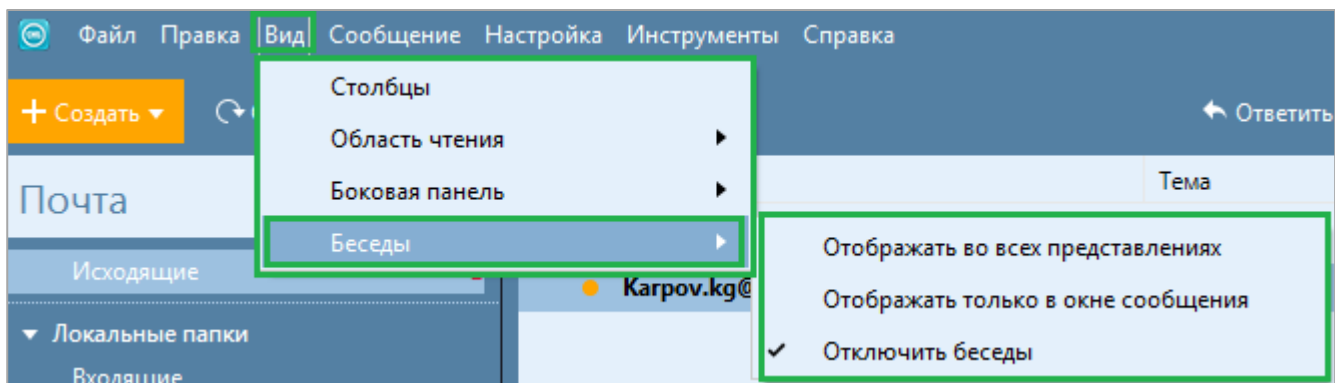 Файл Правка Вид Сообщение Настройка Инструменты Справка
Создать
Ответить
Столбцы
Область чтения
Боковая панель
Беседы
Почта
Тема
Исходящие
Отображать во всех представлениях
Karpov.kg@
Отображать только в окне сообщения
Локальные папки
Отключить беседы
Входящие